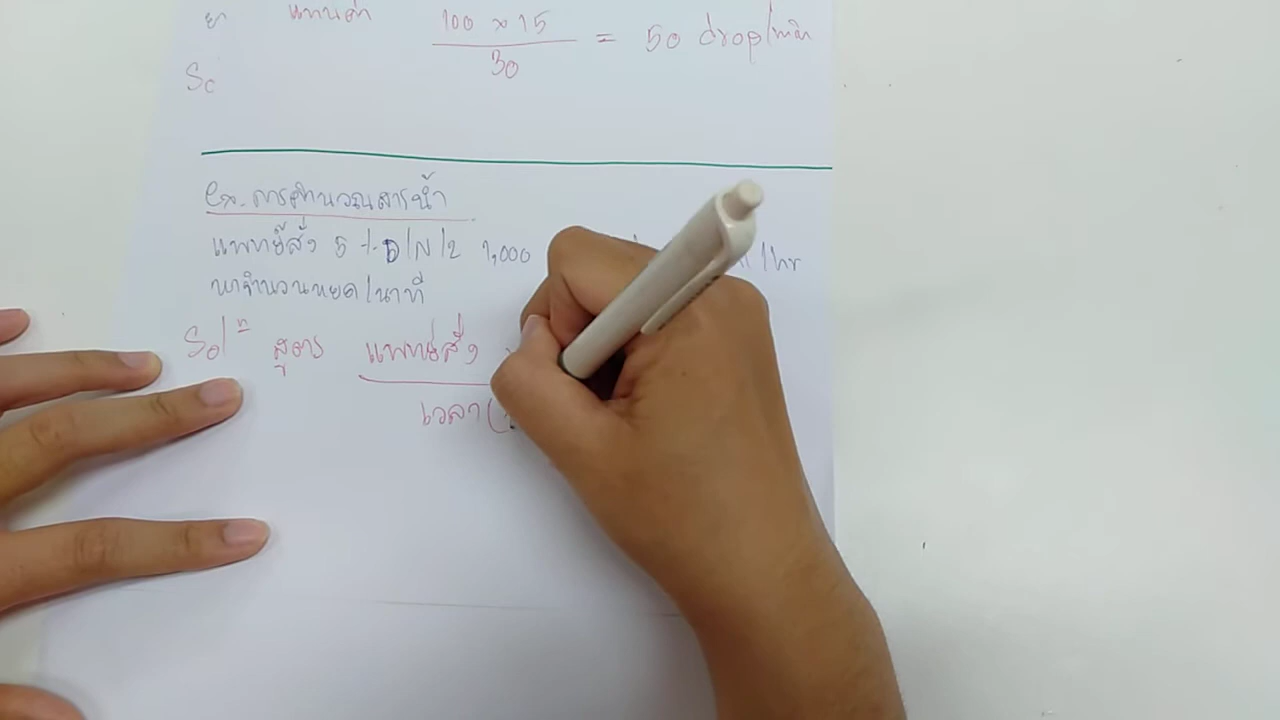 ยา แทนค่า 100 x 15 = 50 drop/min
30
Sc
ex. การคำนวณสารน้ำ
แพทย์สั่ง 5 % D/N/2 1,000 /hr
หาจำนวนหยด/นาที
Solⁿ สูตร แพทย์สั่ง
เวลา(